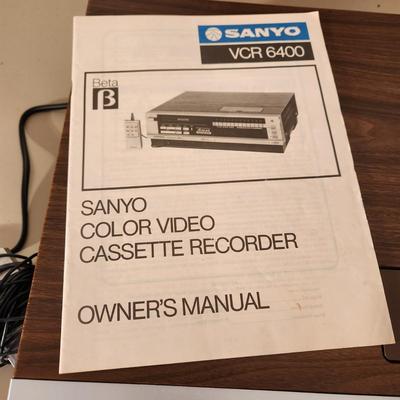 SANYO
VCR 6400
Beta
β
SANYO
COLOR VIDEO
CASSETTE RECORDER
OWNER'S MANUAL